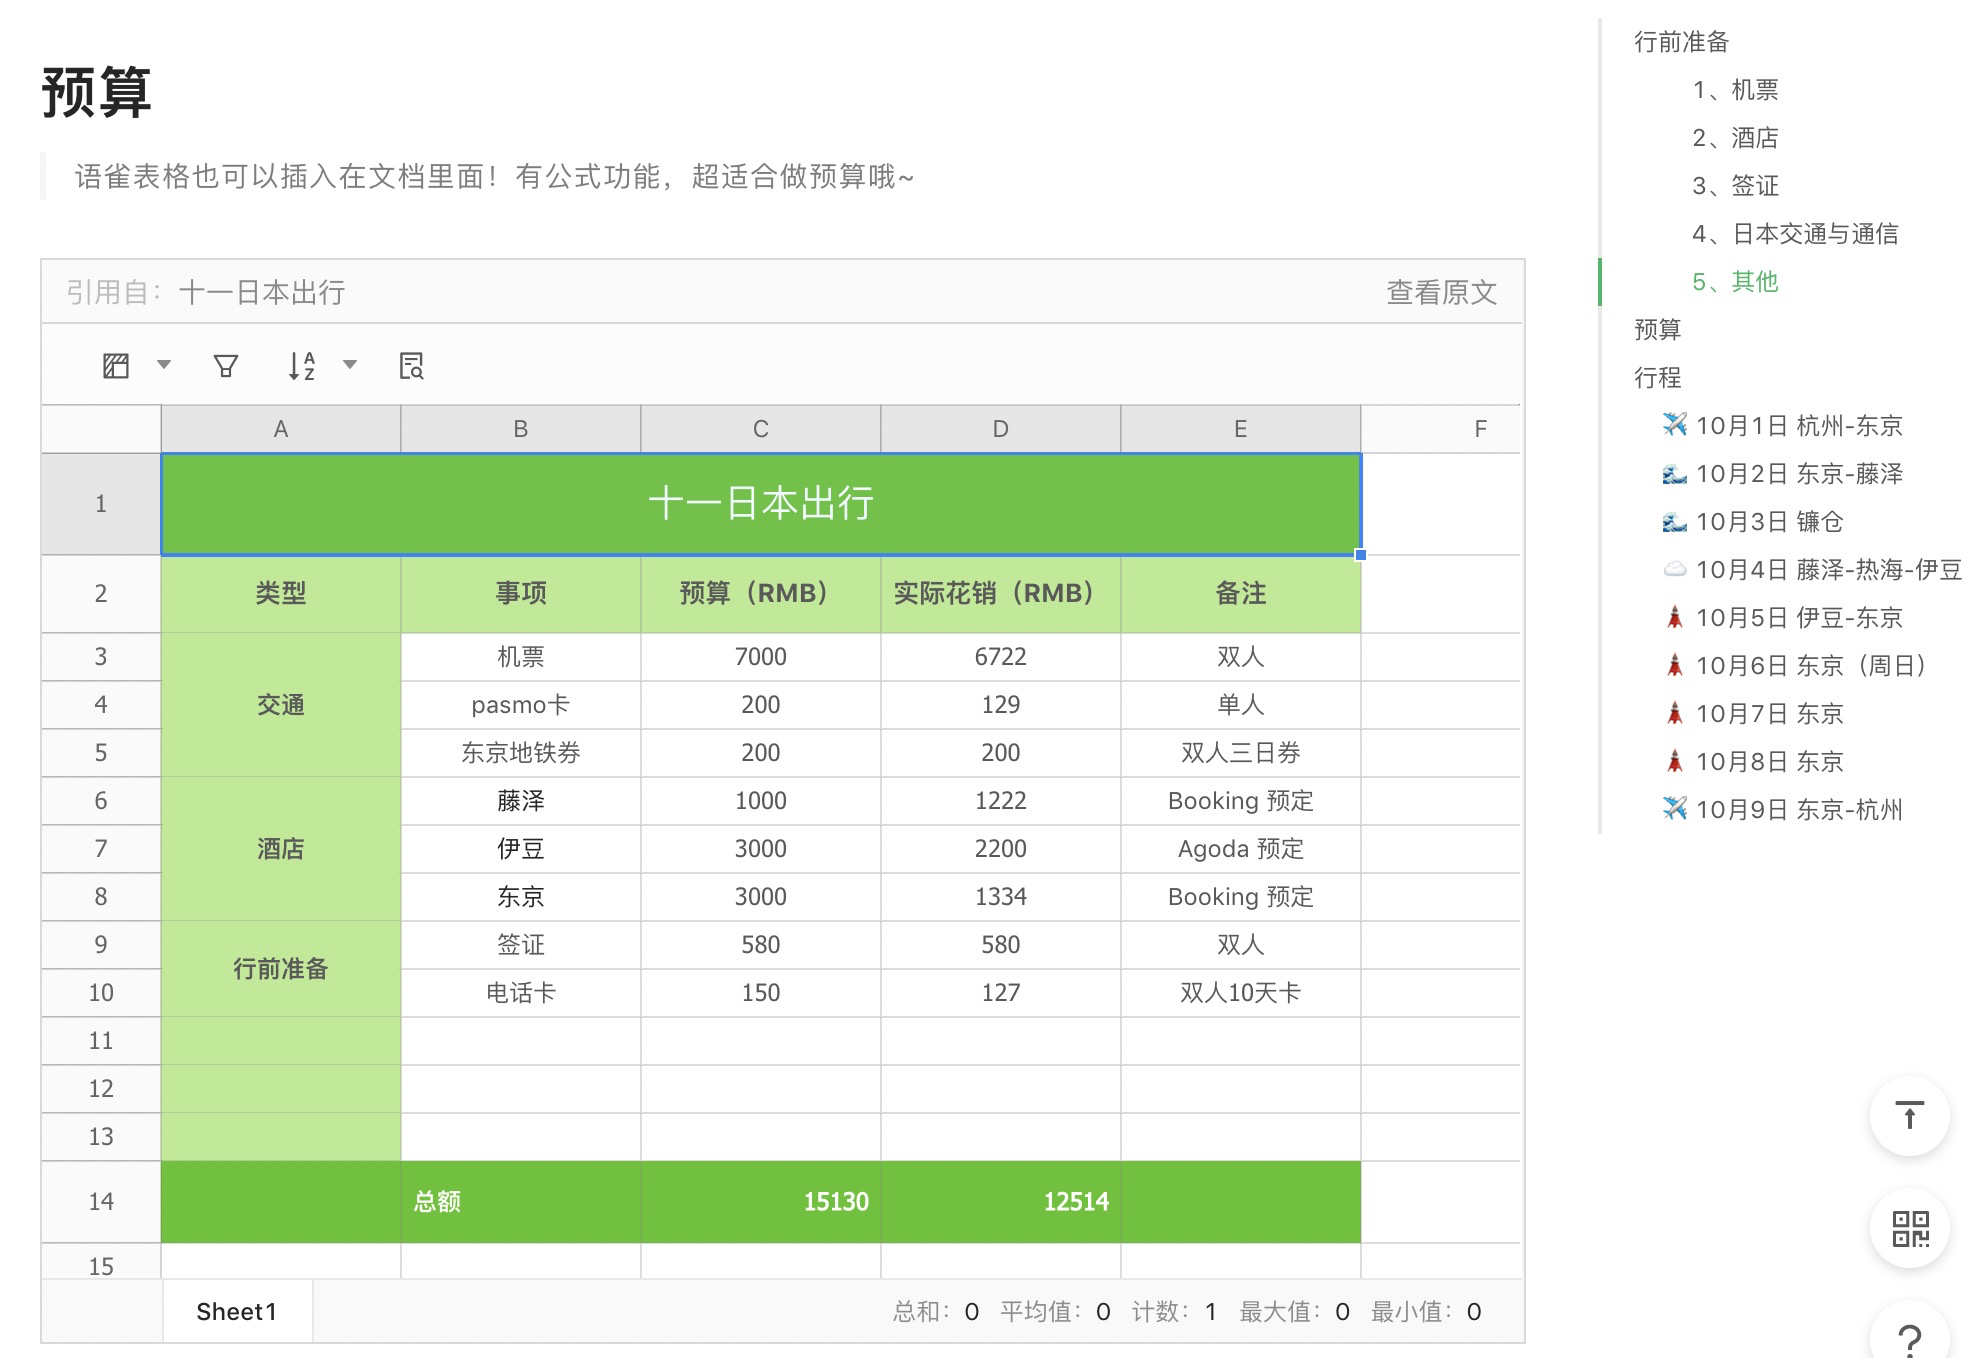 预算
语雀表格也可以插入在文档里面！有公式功能，超适合做预算哦~
引用自：十一日本出行 查看原文
A B C D E F
1 十一日本出行
2 类型 事项 预算（RMB） 实际花销（RMB） 备注
3 机票 7000 6722 双人
交通
4 pasmo卡 200 129 单人
5 东京地铁券 200 200 双人三日券
6 藤泽 1000 1222 Booking 预定
酒店
7 伊豆 3000 2200 Agoda 预定
8 东京 3000 1334 Booking 预定
9 签证 580 580 双人
行前准备
10 电话卡 150 127 双人10天卡
11
12
13
14 总额 15130 12514
15
Sheet1 总和：0 平均值：0 计数：1 最大值：0 最小值：0
行前准备
1、机票
2、酒店
3、签证
4、日本交通与通信
5、其他
预算
行程
10月1日 杭州-东京
10月2日 东京-藤泽
10月3日 镰仓
10月4日 藤泽-热海-伊豆
10月5日 伊豆-东京
10月6日 东京（周日）
10月7日 东京
10月8日 东京
10月9日 东京-杭州